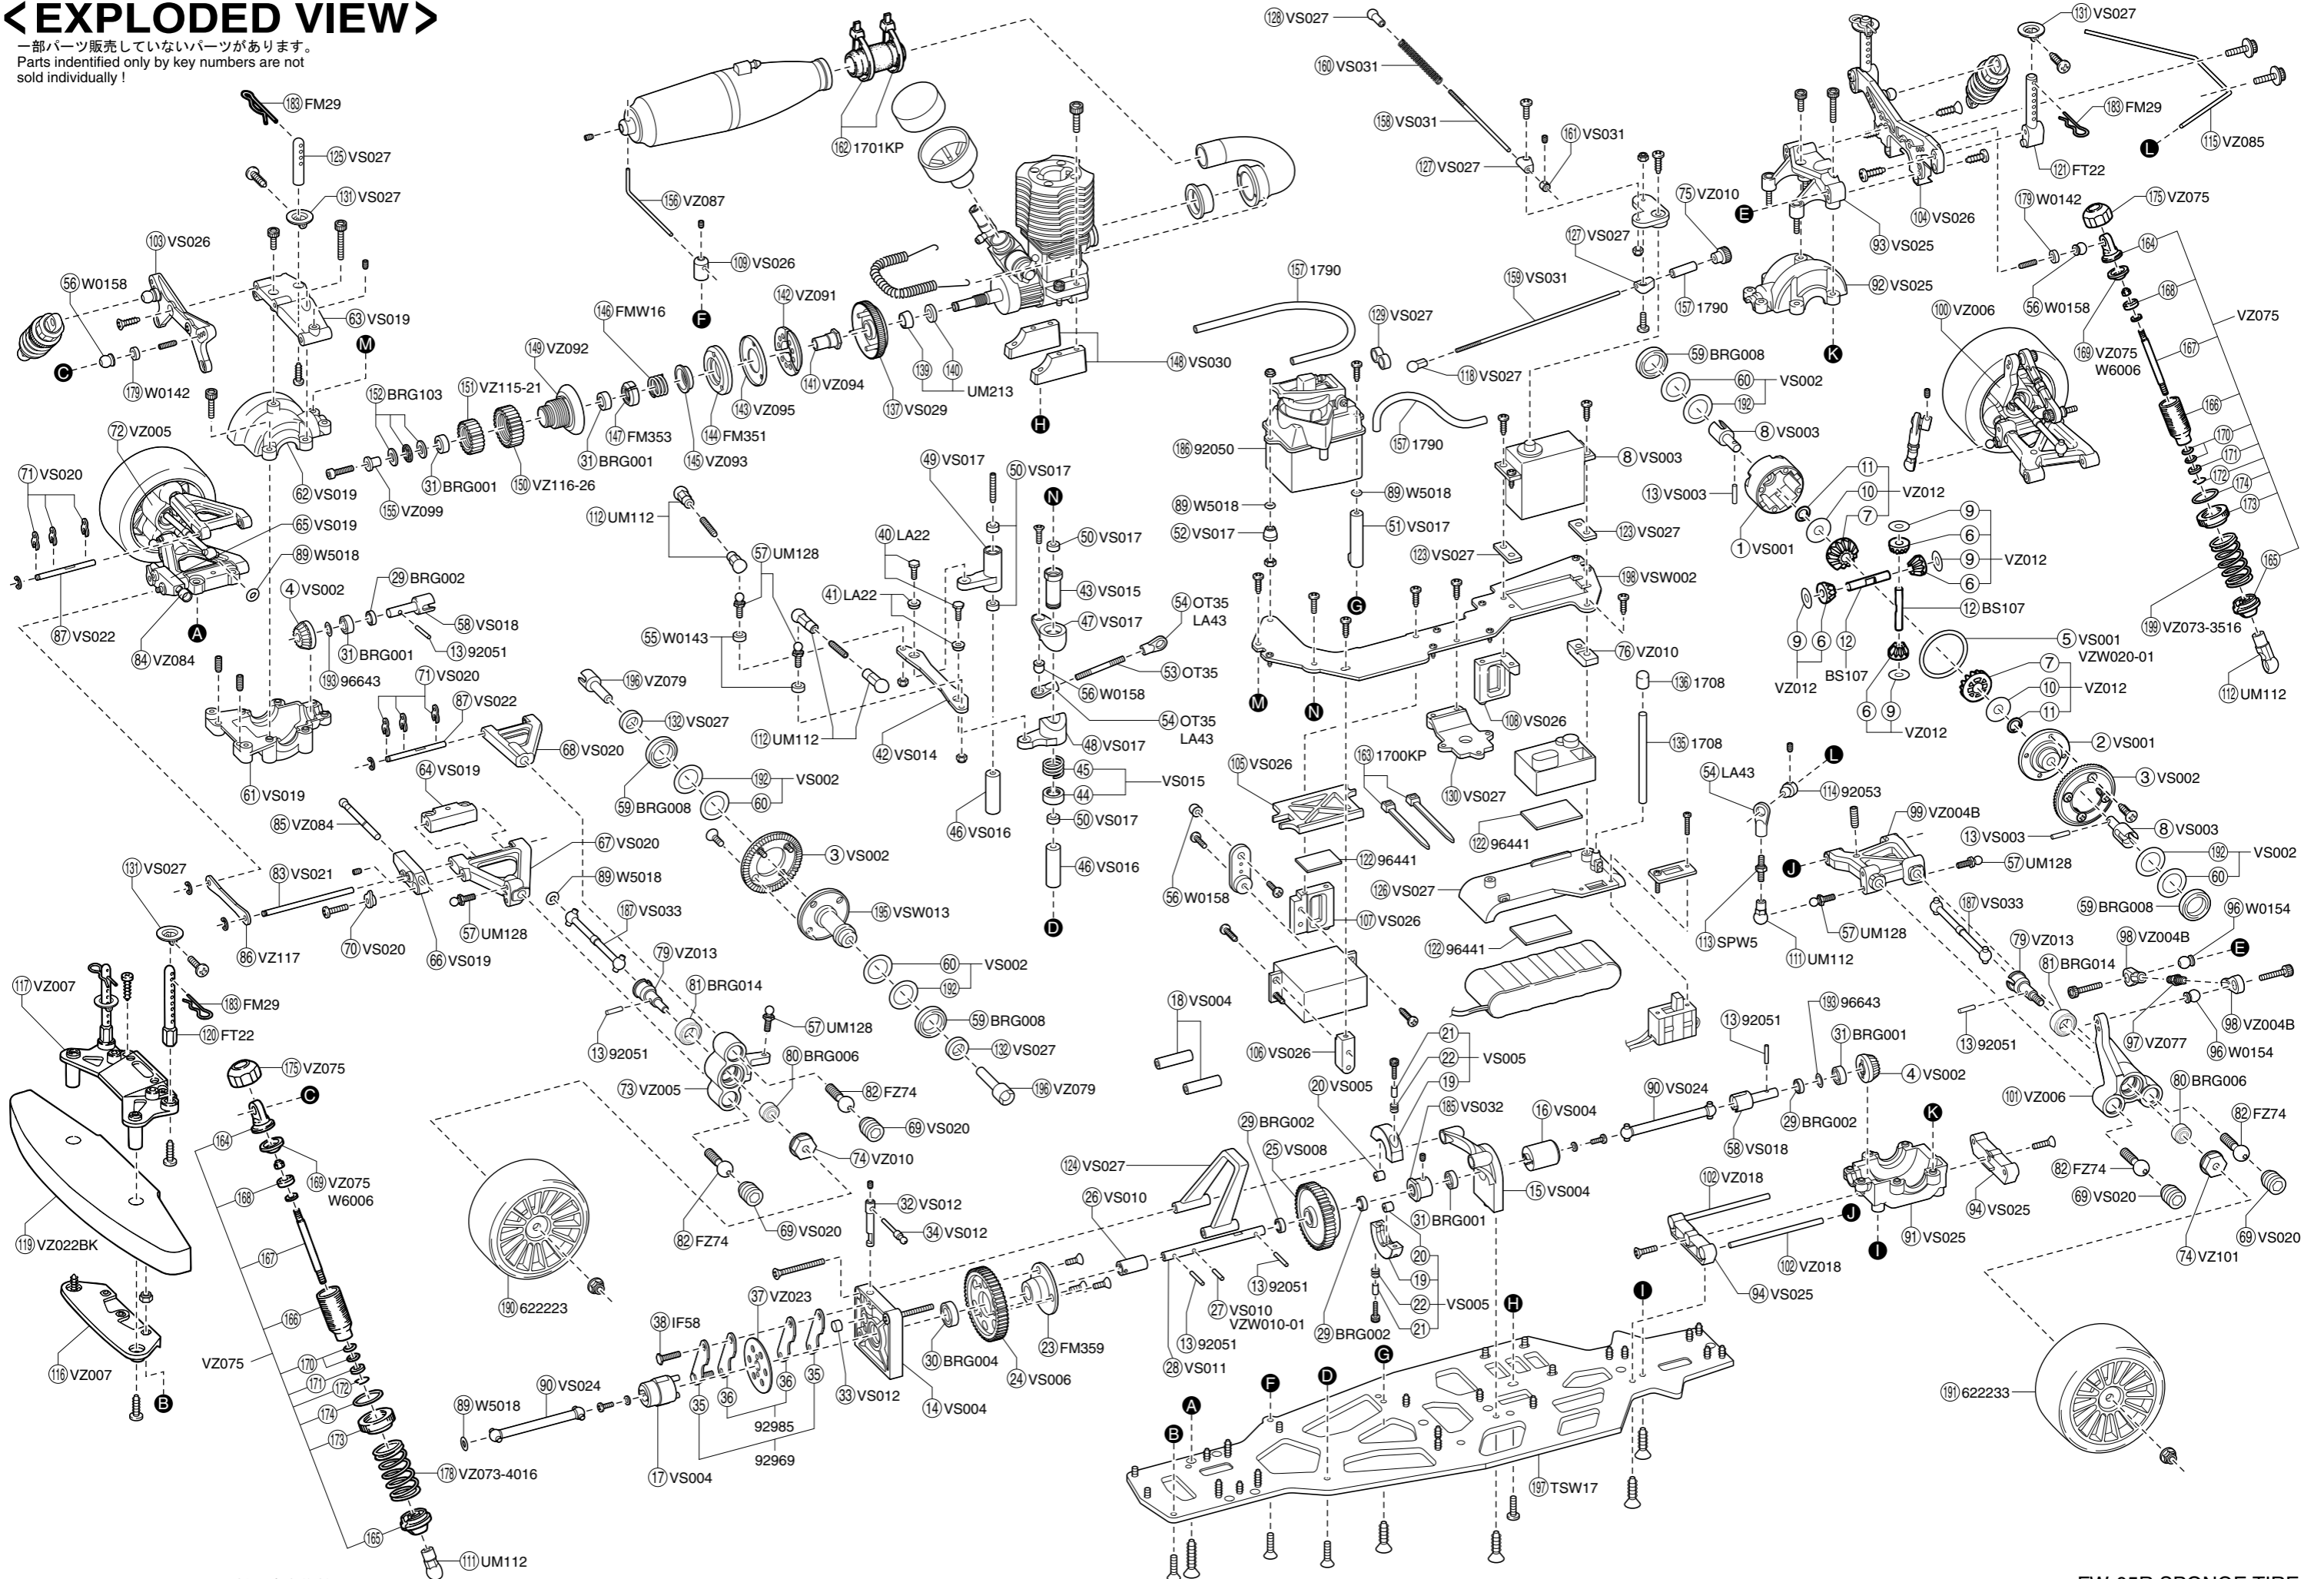 <EXPLODED VIEW>
一部パーツ販売していないパーツがあります。
Parts indentified only by key numbers are not
sold individually !
183 FM29
125 VS027
131 VS027
103 VS026
56 W0158
63 VS019
C
M
179 W0142
152 BRG103
151 VZ115-21
149 VZ092
146 FMW16
142 VZ091
72 VZ005
71 VS020
62 VS019
155 VZ099
31 BRG001
150 VZ116-26
31 BRG001
147 FM353
145 VZ093
144 FM351
143 VZ095
141 VZ094
137 VS029
139
140
UM213
156 VZ087
109 VS026
F
162 1701KP
148 VS030
H
128 VS027
160 VS031
158 VS031
127 VS027
161 VS031
75 VZ010
127 VS027
159 VS031
157 1790
157 1790
129 VS027
118 VS027
157 1790
186 92050
89 W5018
52 VS017
89 W5018
51 VS017
G
8 VS003
123 VS027
123 VS027
198 VSW002
76 VZ010
59 BRG008
60
192
VS002
8 VS003
13 VS003
1 VS001
11
10
7
VZ012
9
6
9
6
VZ012
12 BS107
9
6
12
VZ012
BS107
6
9
VZ012
5 VS001
VZW020-01
7
10
11
VZ012
2 VS001
3 VS002
8 VS003
13 VS003
192
60
VS002
59 BRG008
131 VS027
115 VZ085
L
183 FM29
121 FT22
104 VS026
93 VS025
E
92 VS025
K
179 W0142
175 VZ075
164
56 W0158
168
169 VZ075
W6006
VZ075
167
166
170
171
172
174
173
165
199 VZ073-3516
112 UM112
100 VZ006
65 VS019
89 W5018
87 VS022
84 VZ084
A
4 VS002
29 BRG002
31 BRG001
58 VS018
13 92051
193 96643
61 VS019
71 VS020
87 VS022
68 VS020
64 VS019
85 VZ084
67 VS020
83 VS021
131 VS027
86 VZ117
70 VS020
66 VS019
57 UM128
89 W5018
187 VS033
79 VZ013
13 92051
81 BRG014
57 UM128
73 VZ005
80 BRG006
82 FZ74
69 VS020
74 VZ010
82 FZ74
69 VS020
112 UM112
57 UM128
55 W0143
112 UM112
196 VZ079
132 VS027
59 BRG008
192
60
VS002
3 VS002
195 VSW013
60
192
VS002
59 BRG008
132 VS027
196 VZ079
40 LA22
41 LA22
42 VS014
49 VS017
50 VS017
46 VS016
N
50 VS017
43 VS015
47 VS017
54 OT35
LA43
53 OT35
56 W0158
54 OT35
LA43
48 VS017
45
44
VS015
50 VS017
46 VS016
D
M
N
108 VS026
130 VS027
105 VS026
163 1700KP
122 96441
122 96441
126 VS027
122 96441
56 W0158
107 VS026
106 VS026
136 1708
135 1708
54 LA43
L
114 92053
113 SPW5
111 UM112
99 VZ004B
J
57 UM128
57 UM128
187 VS033
79 VZ013
96 W0154
98 VZ004B
E
81 BRG014
13 92051
97 VZ077
98 VZ004B
96 W0154
101 VZ006
80 BRG006
82 FZ74
82 FZ74
69 VS020
69 VS020
74 VZ101
117 VZ007
183 FM29
120 FT22
175 VZ075
C
164
169 VZ075
W6006
168
167
166
VZ075
170
171
172
174
173
178 VZ073-4016
165
111 UM112
119 VZ022BK
116 VZ007
B
190 622223
32 VS012
34 VS012
37 VZ023
38 IF58
35
36
36
35
92985
92969
33 VS012
14 VS004
30 BRG004
24 VS006
23 FM359
17 VS004
90 VS024
89 W5018
18 VS004
124 VS027
26 VS010
25 VS008
29 BRG002
20 VS005
21
22
19
VS005
185 VS032
16 VS004
15 VS004
31 BRG001
20
19
22
21
VS005
29 BRG002
13 92051
27 VS010
VZW010-01
13 92051
28 VS011
90 VS024
13 92051
193 96643
31 BRG001
4 VS002
29 BRG002
58 VS018
K
102 VZ018
J
102 VZ018
94 VS025
94 VS025
91 VS025
I
I
H
G
D
F
A
B
197 TSW17
191 622233